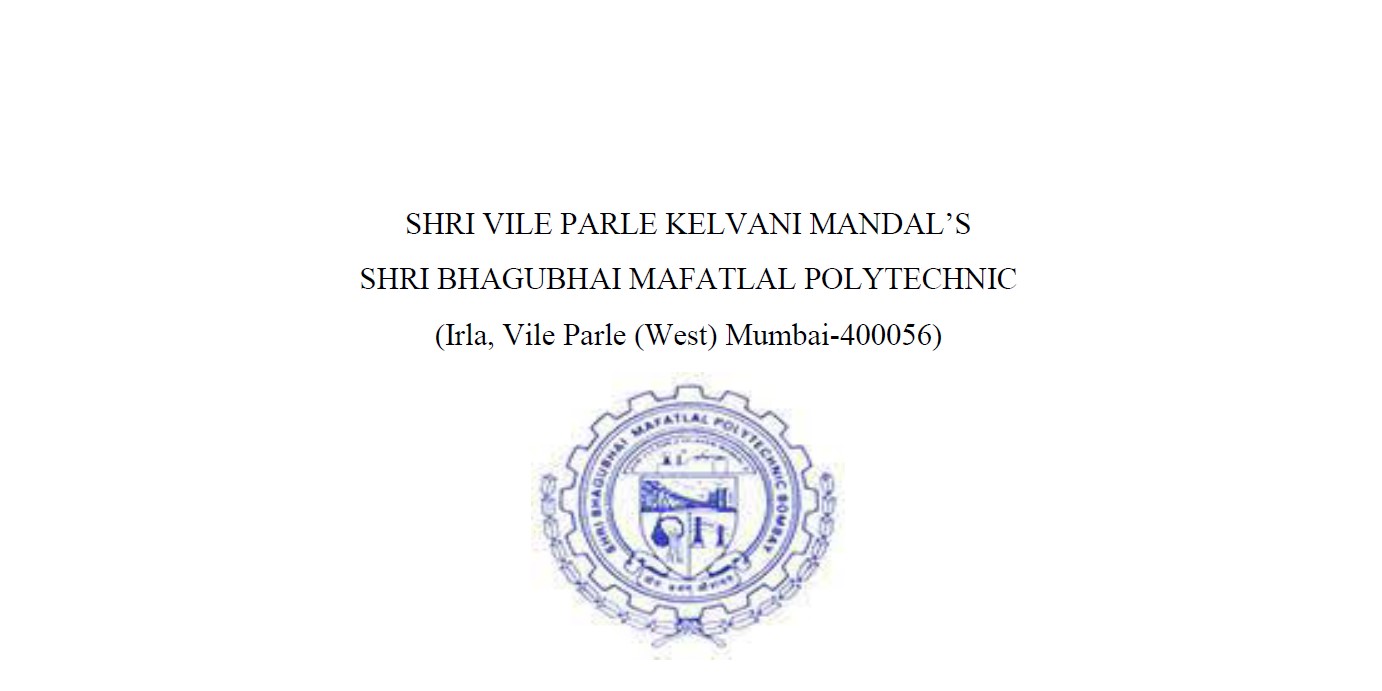 SHRI VILE PARLE KELVANI MANDAL’S
SHRI BHAGUBHAI MAFATLAL POLYTECHNIC
(Irla, Vile Parle (West) Mumbai-400056)
SHRI BHAGUBHAI MAFATLAL POLYTECHNIC BOMBAY